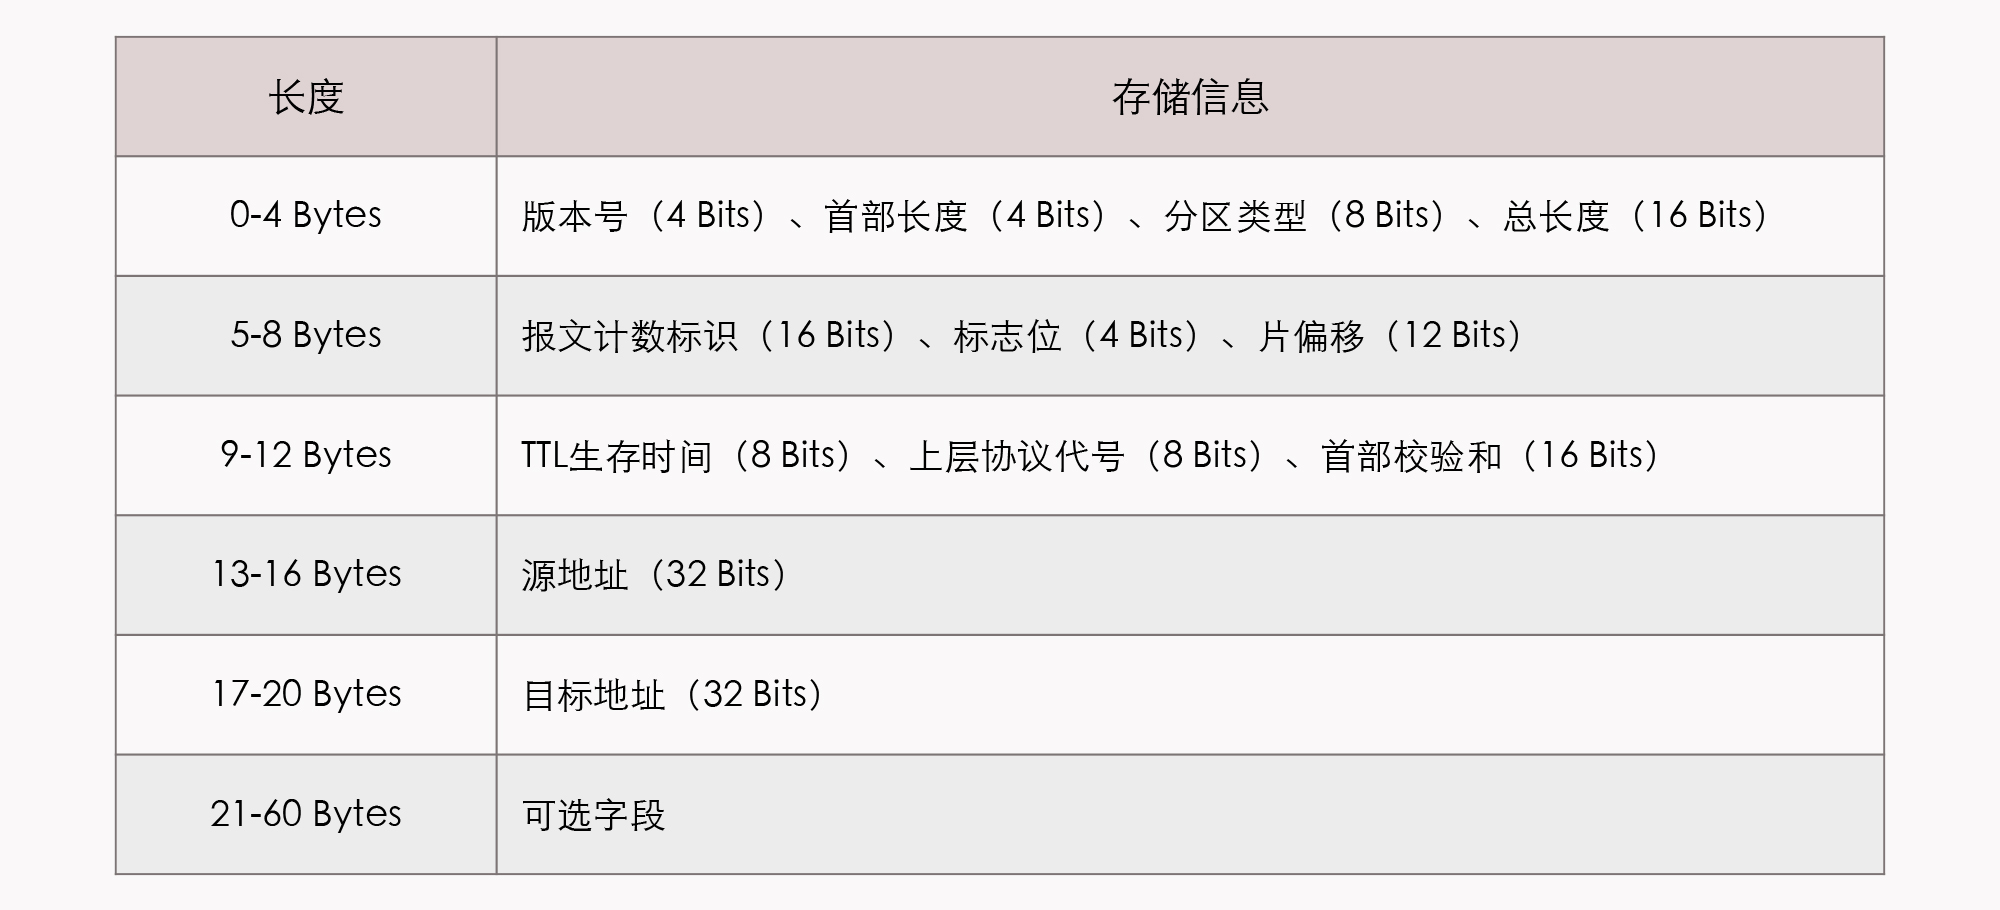 长度
存储信息
0-4 Bytes
版本号（4 Bits）、首部长度（4 Bits）、分区类型（8 Bits）、总长度（16 Bits）
5-8 Bytes
报文计数标识（16 Bits）、标志位（4 Bits）、片偏移（12 Bits）
9-12 Bytes
TTL生存时间（8 Bits）、上层协议代号（8 Bits）、首部校验和（16 Bits）
13-16 Bytes
源地址（32 Bits）
17-20 Bytes
目标地址（32 Bits）
21-60 Bytes
可选字段